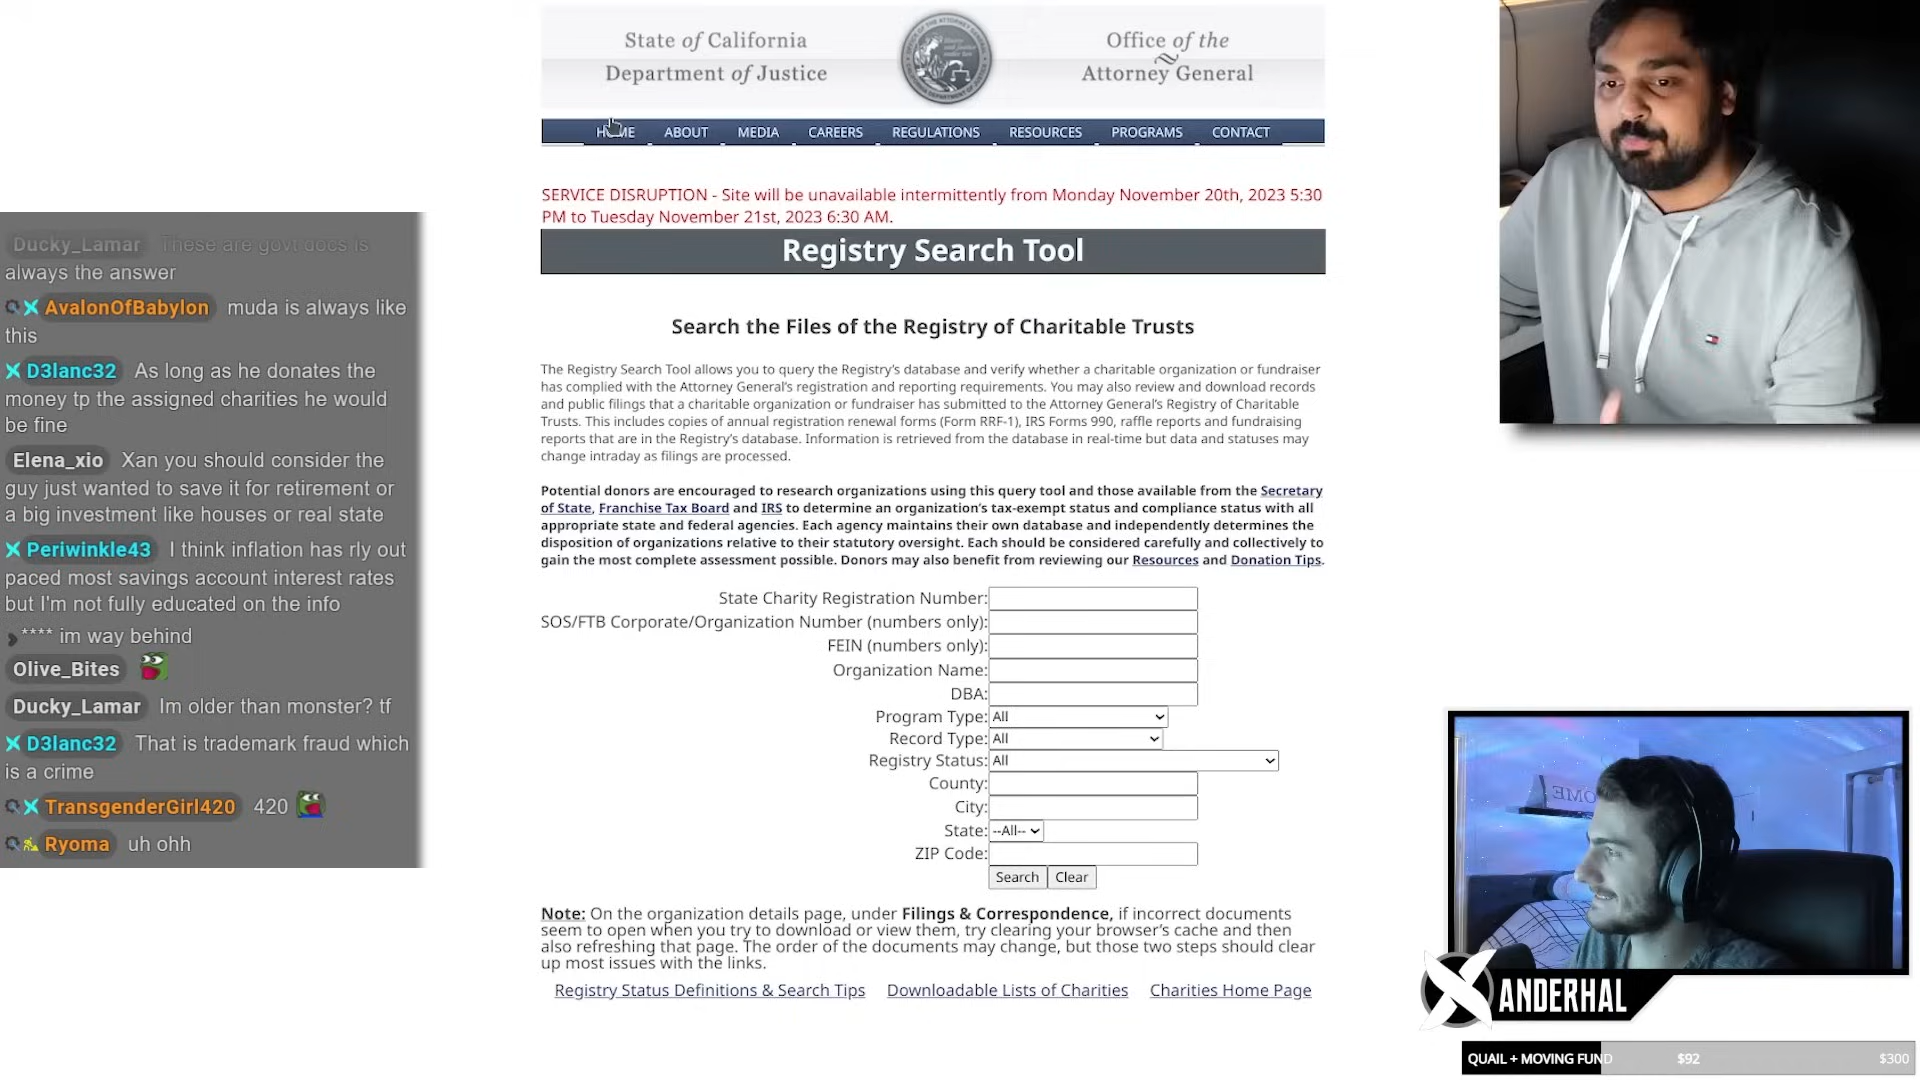 State of California
Department of Justice
Office of the
Attorney General
HOME ABOUT MEDIA CAREERS REGULATIONS RESOURCES PROGRAMS CONTACT
SERVICE DISRUPTION - Site will be unavailable intermittently from Monday November 20th, 2023 5:30
PM to Tuesday November 21st, 2023 6:30 AM.
Registry Search Tool
Search the Files of the Registry of Charitable Trusts
The Registry Search Tool allows you to query the Registry's database and verify whether a charitable organization or fundraiser
has complied with the Attorney General's registration and reporting requirements. You may also review and download records
and public filings that a charitable organization or fundraiser has submitted to the Attorney General's Registry of Charitable
Trusts. This includes copies of annual registration renewal forms (Form RRF-1), IRS Forms 990, raffle reports and fundraising
reports that are in the Registry's database. Information is retrieved from the database in real-time but data and statuses may
change intraday as filings are processed.
Potential donors are encouraged to research organizations using this query tool and those available from the Secretary
of State, Franchise Tax Board and IRS to determine an organization's tax-exempt status and compliance status with all
appropriate state and federal agencies. Each agency maintains their own database and independently determines the
disposition of organizations relative to their statutory oversight. Each should be considered carefully and collectively to
gain the most complete assessment possible. Donors may also benefit from reviewing our Resources and Donation Tips.
State Charity Registration Number:
SOS/FTB Corporate/Organization Number (numbers only):
FEIN (numbers only):
Organization Name:
DBA:
Program Type: All
Record Type: All
Registry Status: All
County:
City:
State: --All--
ZIP Code:
Search Clear
Note: On the organization details page, under Filings & Correspondence, if incorrect documents
seem to open when you try to download or view them, try clearing your browser's cache and then
also refreshing that page. The order of the documents may change, but those two steps should clear
up most issues with the links.
Registry Status Definitions & Search Tips Downloadable Lists of Charities Charities Home Page
Ducky_Lamar These are govt docs is
always the answer
AvalonOfBabylon muda is always like
this
D3lanc32 As long as he donates the
money tp the assigned charities he would
be fine
Elena_xio Xan you should consider the
guy just wanted to save it for retirement or
a big investment like houses or real state
Periwinkle43 I think inflation has rly out
paced most savings account interest rates
but I'm not fully educated on the info
**** im way behind
Olive_Bites
Ducky_Lamar Im older than monster? tf
D3lanc32 That is trademark fraud which
is a crime
TransgenderGirl420 420
Ryoma uh ohh
XANDERHAL
QUAIL + MOVING FUND $92 $300